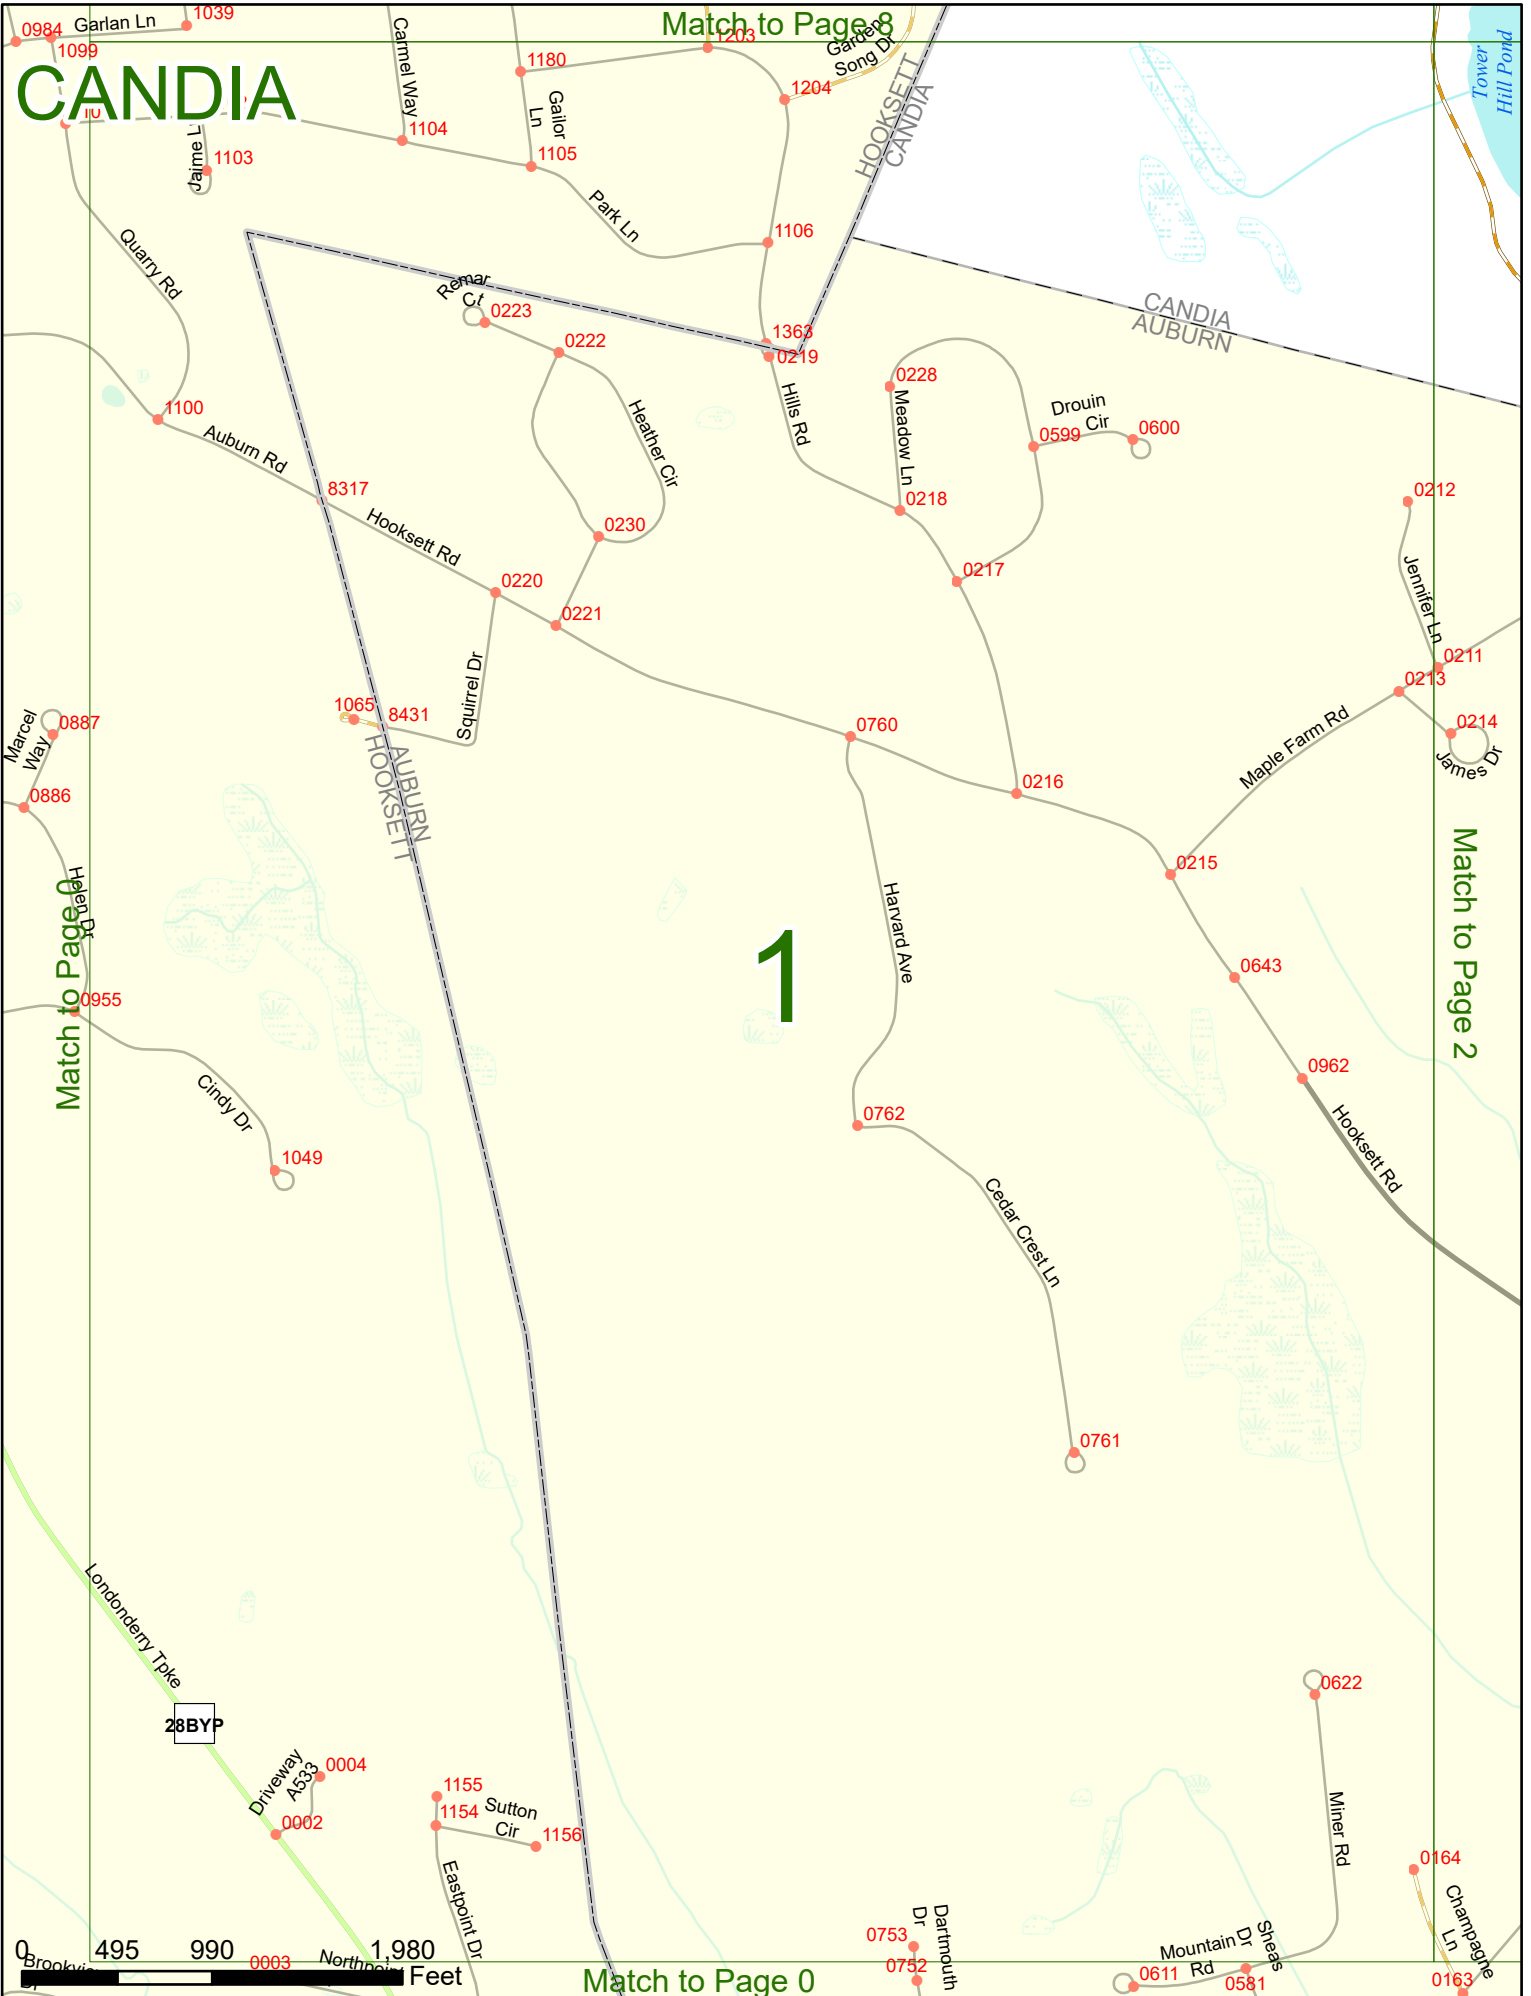 Match to Page 8
CANDIA
0984
Garlan Ln
1039
1099
Carmel Way
1180
1203
Garden
Song Dr
1204
HOOKSETT
CANDIA
Tower
Hill Pond
10
Jaime L
1103
1104
Gailor
Ln
1105
Park Ln
1106
Quarry Rd
Remar
Ct
0223
0222
1363
0219
CANDIA
AUBURN
0228
Meadow Ln
Hills Rd
Drouin
Cir
0599
0600
1100
Auburn Rd
Heather Cir
8317
Hooksett Rd
0230
0218
0212
0220
0221
0217
Jennifer Ln
0211
0213
0214
James Dr
Squirrel Dr
1065
8431
AUBURN
HOOKSETT
Marcel
Way
0887
0886
0760
0216
Maple Farm Rd
0215
Helen Dr
Match to Page 0
Harvard Ave
1
Match to Page 2
0643
0955
Cindy Dr
1049
0962
Hooksett Rd
0762
Cedar Crest Ln
0761
Londonderry Tpke
28BYP
Driveway
A533
0004
0002
1155
1154
Sutton
Cir
1156
Eastpoint Dr
0622
Miner Rd
0164
Champagne
Ln
0163
0753
0752
Dartmouth
Dr
Mountain
Rd
0611
Sheas
Dr
0581
0003
0 495 990 1,980
Feet
Match to Page 0